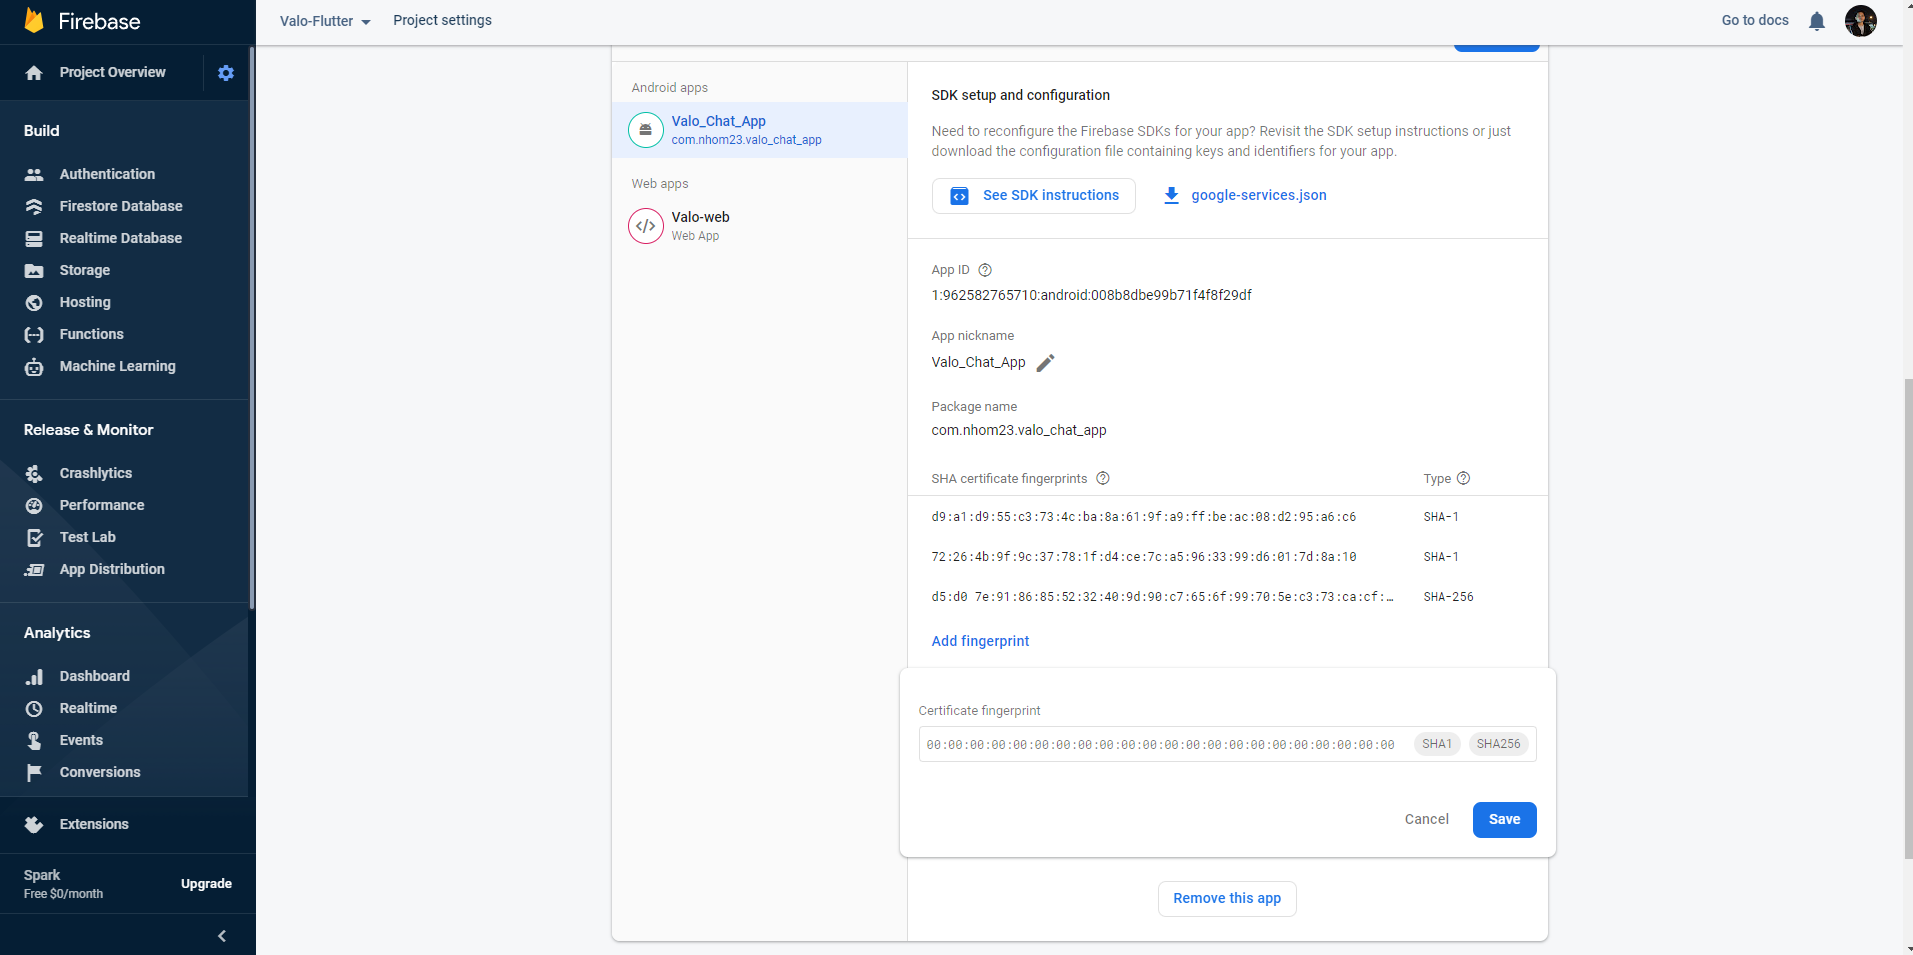 Firebase
Project Overview
Build
Authentication
Firestore Database
Realtime Database
Storage
Hosting
Functions
Machine Learning
Release & Monitor
Crashlytics
Performance
Test Lab
App Distribution
Analytics
Dashboard
Realtime
Events
Conversions
Extensions
Spark
Free $0/month
Upgrade
Valo-Flutter
Project settings
Go to docs
Android apps
Valo_Chat_App
com.nhom23.valo_chat_app
Web apps
Valo-web
Web App
SDK setup and configuration
Need to reconfigure the Firebase SDKs for your app? Revisit the SDK setup instructions or just
download the configuration file containing keys and identifiers for your app.
See SDK instructions
google-services.json
App ID
1:962582765710:android:008b8dbe99b71f4f8f29df
App nickname
Valo_Chat_App
Package name
com.nhom23.valo_chat_app
SHA certificate fingerprints Type
d9:a1:d9:55:c3:73:4c:ba:8a:61:9f:a9:ff:be:ac:08:d2:95:a6:c6 SHA-1
72:26:4b:9f:9c:37:78:1f:d4:ce:7c:a5:96:33:99:d6:01:7d:8a:10 SHA-1
d5:d0 7e:91:86:85:52:32:40:9d:90:c7:65:6f:99:70:5e:c3:73:ca:cf:… SHA-256
Add fingerprint
Certificate fingerprint
00:00:00:00:00:00:00:00:00:00:00:00:00:00:00:00:00:00:00:00:00:00 SHA1 SHA256
Cancel Save
Remove this app